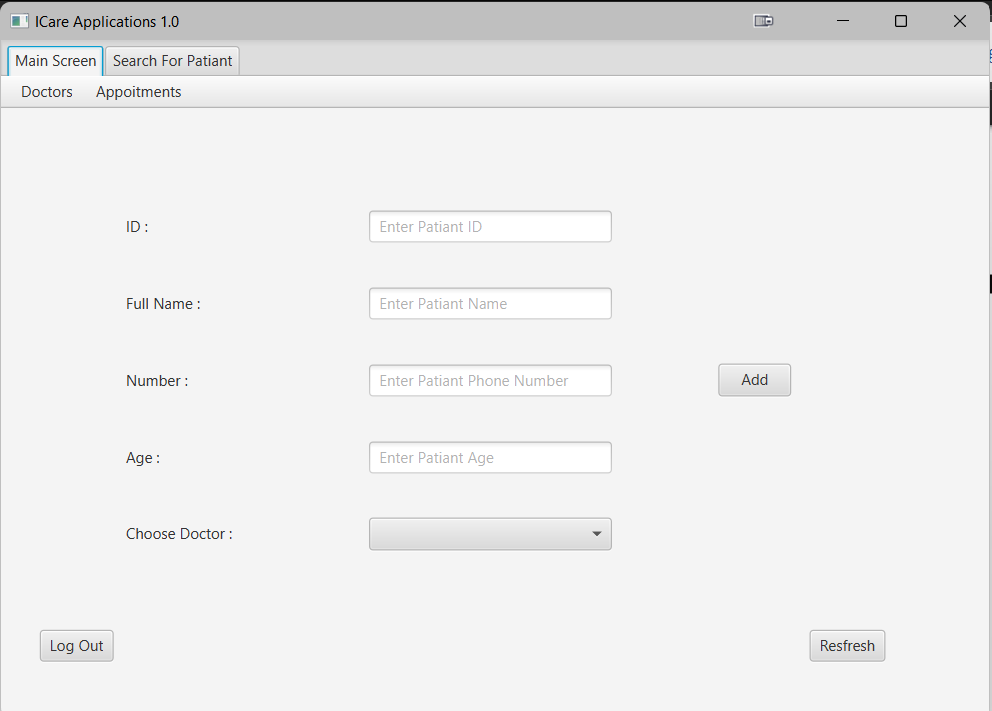 ICare Applications 1.0
Main Screen Search For Patiant
Doctors Appoitments
ID : Enter Patiant ID
Full Name : Enter Patiant Name
Number : Enter Patiant Phone Number Add
Age : Enter Patiant Age
Choose Doctor :
Log Out Resfresh